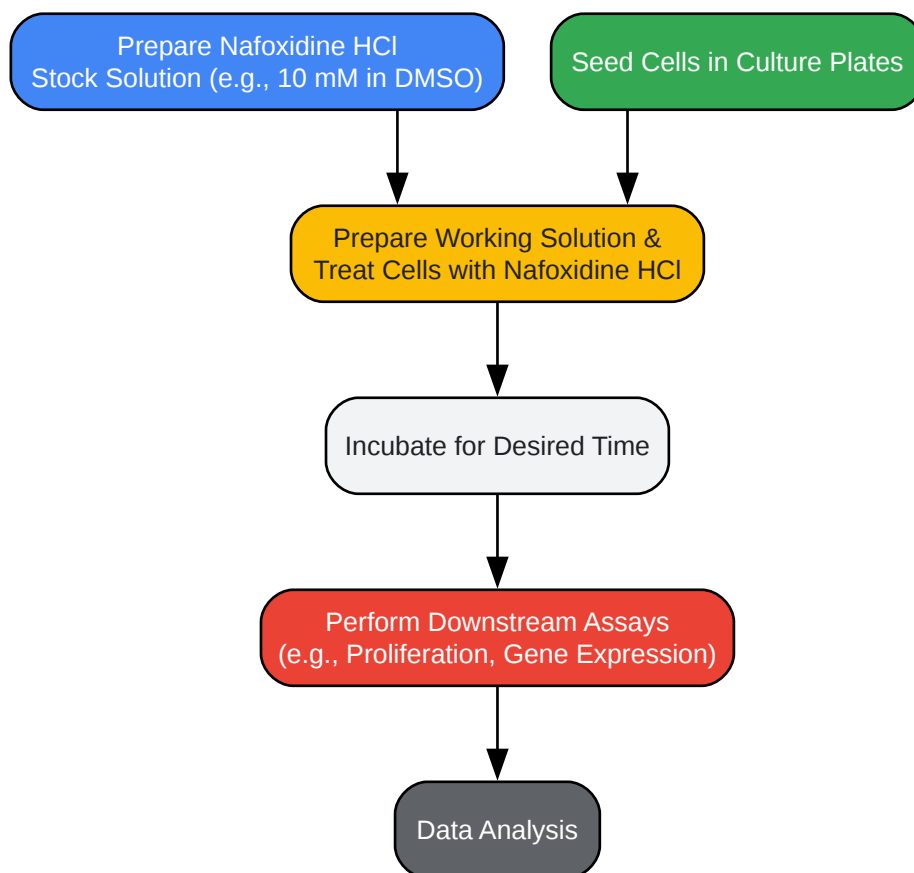 Prepare Nafoxidine HCl
Stock Solution (e.g., 10 mM in DMSO)
Seed Cells in Culture Plates
Prepare Working Solution &
Treat Cells with Nafoxidine HCl
Incubate for Desired Time
Perform Downstream Assays
(e.g., Proliferation, Gene Expression)
Data Analysis